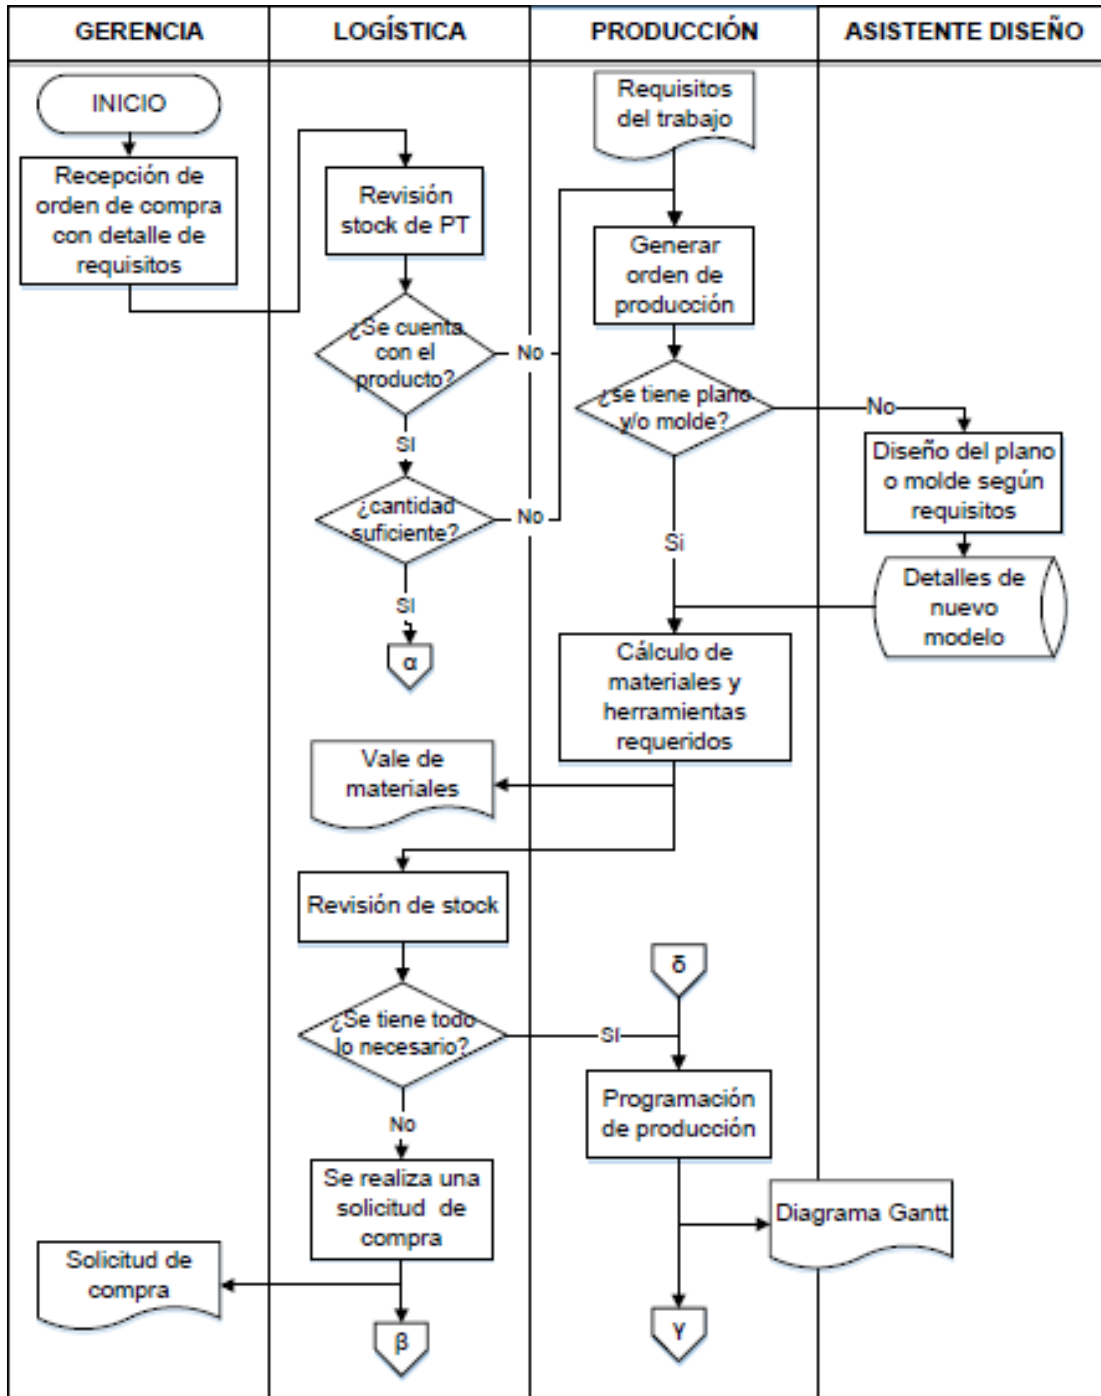 GERENCIA
LOGÍSTICA
PRODUCCIÓN
ASISTENTE DISEÑO
INICIO
Recepción de
orden de compra
con detalle de
requisitos
Revisión
stock de PT
¿Se cuenta
con el
producto?
No
SI
¿cantidad
suficiente?
No
SI
α
Requisitos
del trabajo
Generar
orden de
producción
¿se tiene plano
y/o molde?
No
Si
Diseño del plano
o molde según
requisitos
Detalles de
nuevo
modelo
Cálculo de
materiales y
herramientas
requeridos
Vale de
materiales
Revisión de stock
¿Se tiene todo
lo necesario?
SI
No
δ
Programación
de producción
Se realiza una
solicitud de
compra
Diagrama Gantt
Solicitud de
compra
β
γ